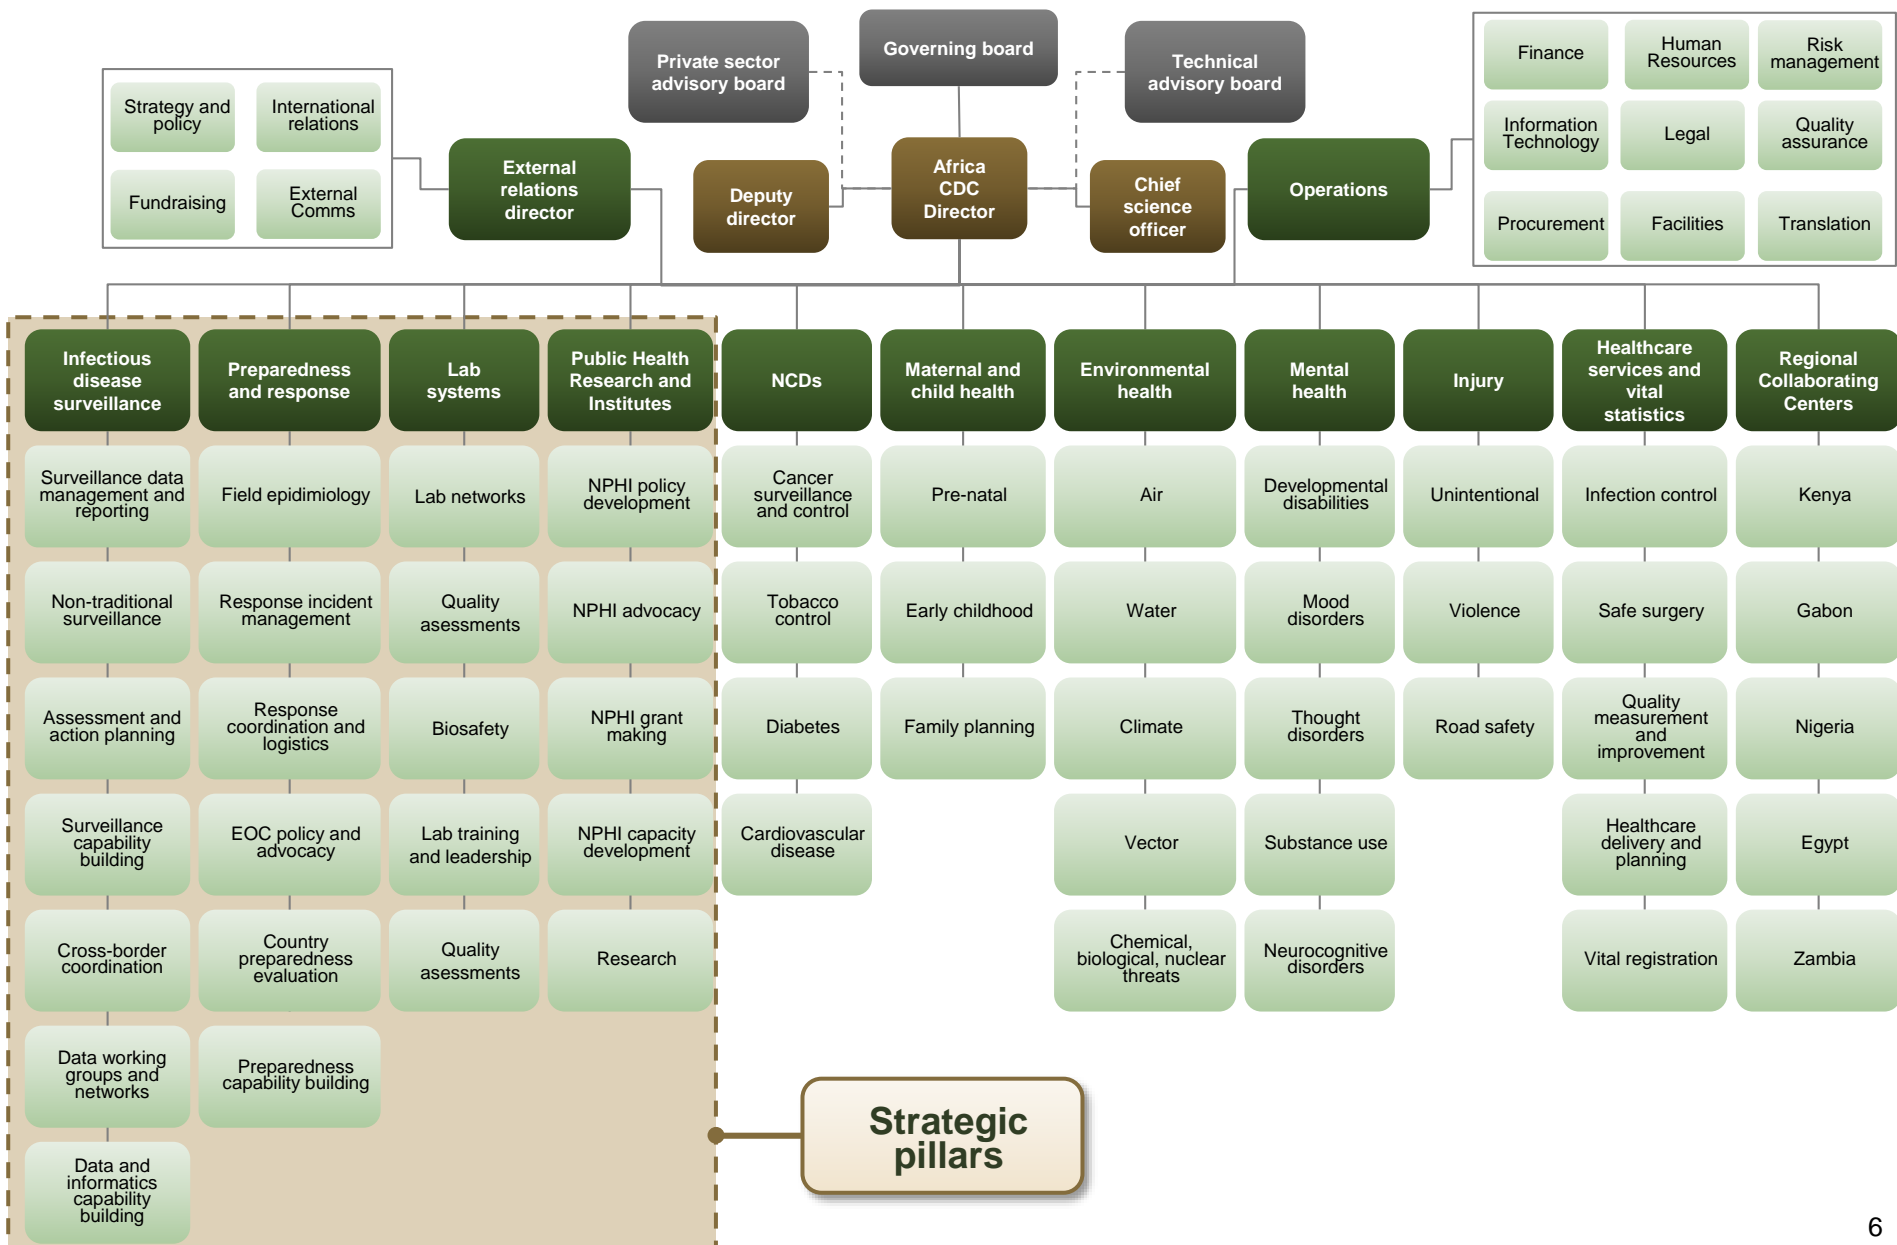 Private sector
advisory board
Governing board
Technical
advisory board
Strategy and
policy
International
relations
Fundraising
External
Comms
External
relations
director
Deputy
director
Africa
CDC
Director
Chief
science
officer
Operations
Finance
Human
Resources
Risk
management
Information
Technology
Legal
Quality
assurance
Procurement
Facilities
Translation
Infectious
disease
surveillance
Surveillance data
management and
reporting
Non-traditional
surveillance
Assessment and
action planning
Surveillance
capability
building
Cross-border
coordination
Data working
groups and
networks
Data and
informatics
capability
building
Preparedness
and response
Field epidimiology
Response incident
management
Response
coordination and
logistics
EOC policy and
advocacy
Country
preparedness
evaluation
Preparedness
capability building
Lab
systems
Lab networks
Quality
asessments
Biosafety
Lab training
and leadership
Quality
asessments
Public Health
Research and
Institutes
NPHI policy
development
NPHI advocacy
NPHI grant
making
NPHI capacity
development
Research
NCDs
Cancer
surveillance
and control
Tobacco
control
Diabetes
Cardiovascular
disease
Maternal and
child health
Pre-natal
Early childhood
Family planning
Environmental
health
Air
Water
Climate
Vector
Chemical,
biological, nuclear
threats
Mental
health
Developmental
disabilities
Mood
disorders
Thought
disorders
Substance use
Neurocognitive
disorders
Injury
Unintentional
Violence
Road safety
Healthcare
services and
vital
statistics
Infection control
Safe surgery
Quality
measurement
and
improvement
Healthcare
delivery and
planning
Vital registration
Regional
Collaborating
Centers
Kenya
Gabon
Nigeria
Egypt
Zambia
Strategic
pillars
6